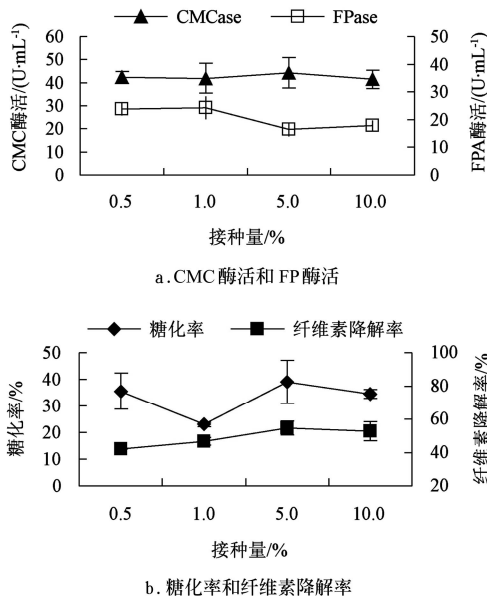 CMCase FPase
60 50
50 40
40 30
30 20
20 10
10 0
0
CMC酶活/(U·mL⁻¹)
FPA酶活/(U·mL⁻¹)
0.5 1.0 5.0 10.0
接种量/%
a.CMC酶活和FP酶活
糖化率 纤维素降解率
50 100
40 80
30 60
20 40
10 20
0
糖化率/%
纤维素降解率/%
0.5 1.0 5.0 10.0
接种量/%
b.糖化率和纤维素降解率